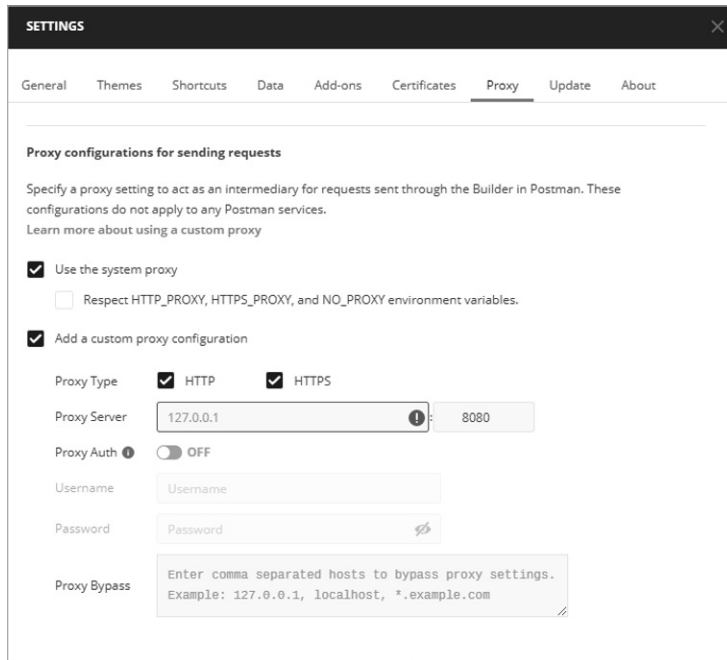 SETTINGS
General Themes Shortcuts Data Add-ons Certificates Proxy Update About
Proxy configurations for sending requests
Specify a proxy setting to act as an intermediary for requests sent through the Builder in Postman. These
configurations do not apply to any Postman services.
Learn more about using a custom proxy
Use the system proxy
Respect HTTP_PROXY, HTTPS_PROXY, and NO_PROXY environment variables.
Add a custom proxy configuration
Proxy Type HTTP HTTPS
Proxy Server 127.0.0.1 : 8080
Proxy Auth OFF
Username Username
Password Password
Proxy Bypass
Enter comma separated hosts to bypass proxy settings.
Example: 127.0.0.1, localhost, *.example.com